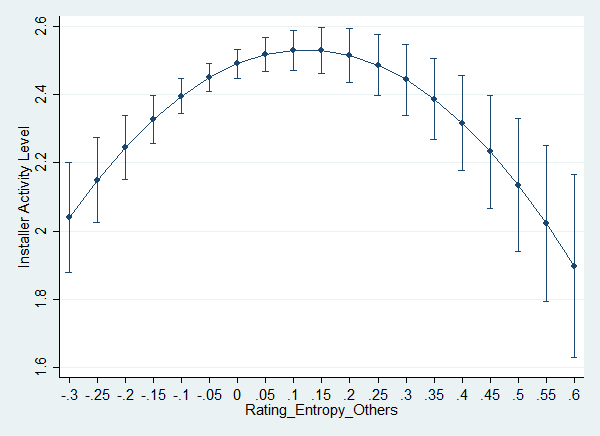 Installer Activity Level
2.6
2.4
2.2
2
1.8
1.6
-.3 -.25 -.2 -.15 -.1 -.05 0 .05 .1 .15 .2 .25 .3 .35 .4 .45 .5 .55 .6
Rating_Entropy_Others